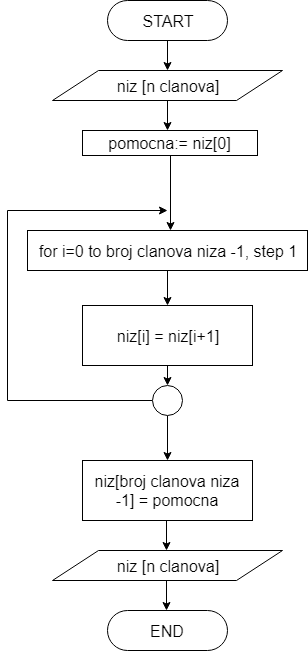 START
niz [n clanova]
pomocna:= niz[0]
for i=0 to broj clanova niza -1, step 1
niz[i] = niz[i+1]
niz[broj clanova niza
-1] = pomocna
niz [n clanova]
END